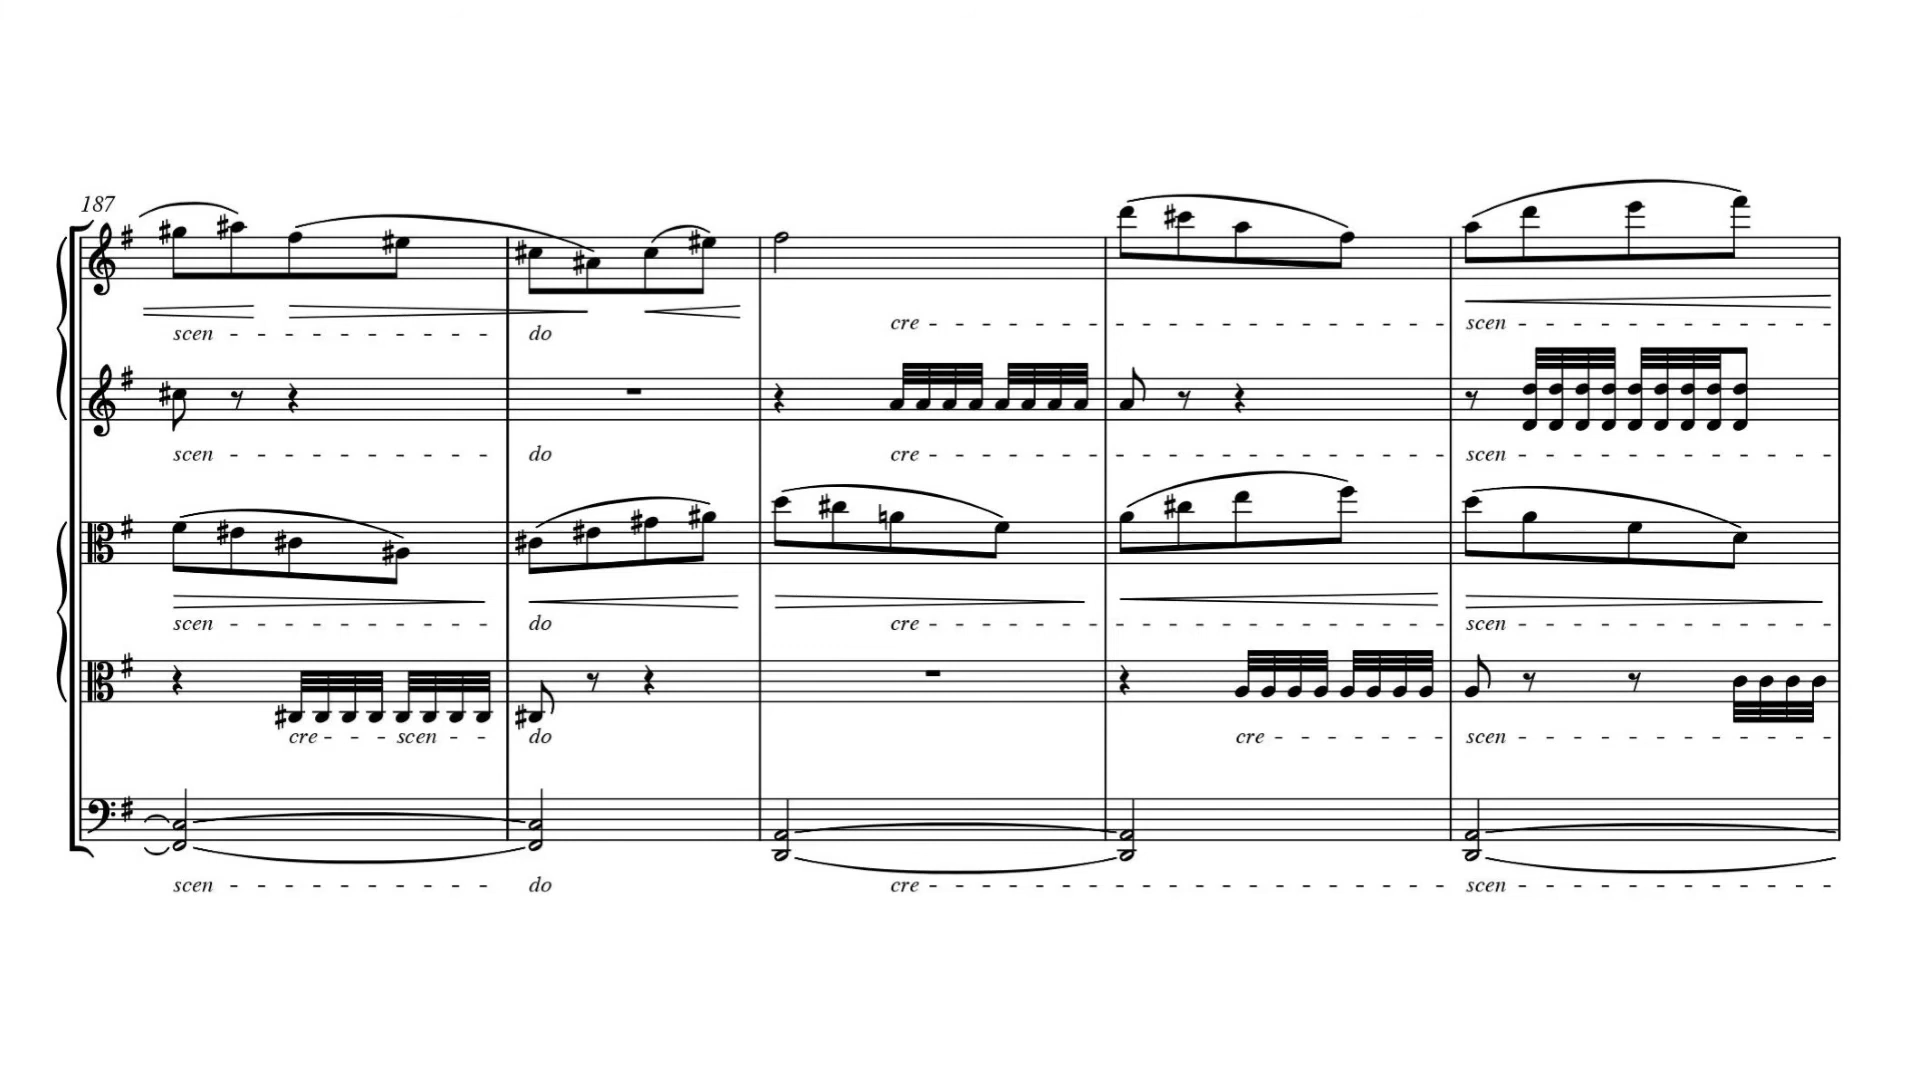 187
scen - - - - - - - - - - do
cre - - - - - - - - - - - - - - - - - - - scen - - - - - - - - - - - -
scen - - - - - - - - - - do cre - - - - - - - - - - - - - - - - - - - scen - - - - - - - - - - - -
scen - - - - - - - - - - do cre - - - - - - - - - - - - - - - - - - - scen - - - - - - - - - - - -
cre - - - scen - - do cre - - - - - - - scen - - - - - - - - - - - -
scen - - - - - - - - - - do cre - - - - - - - - - - - - - - - - - - - scen - - - - - - - - - - - -